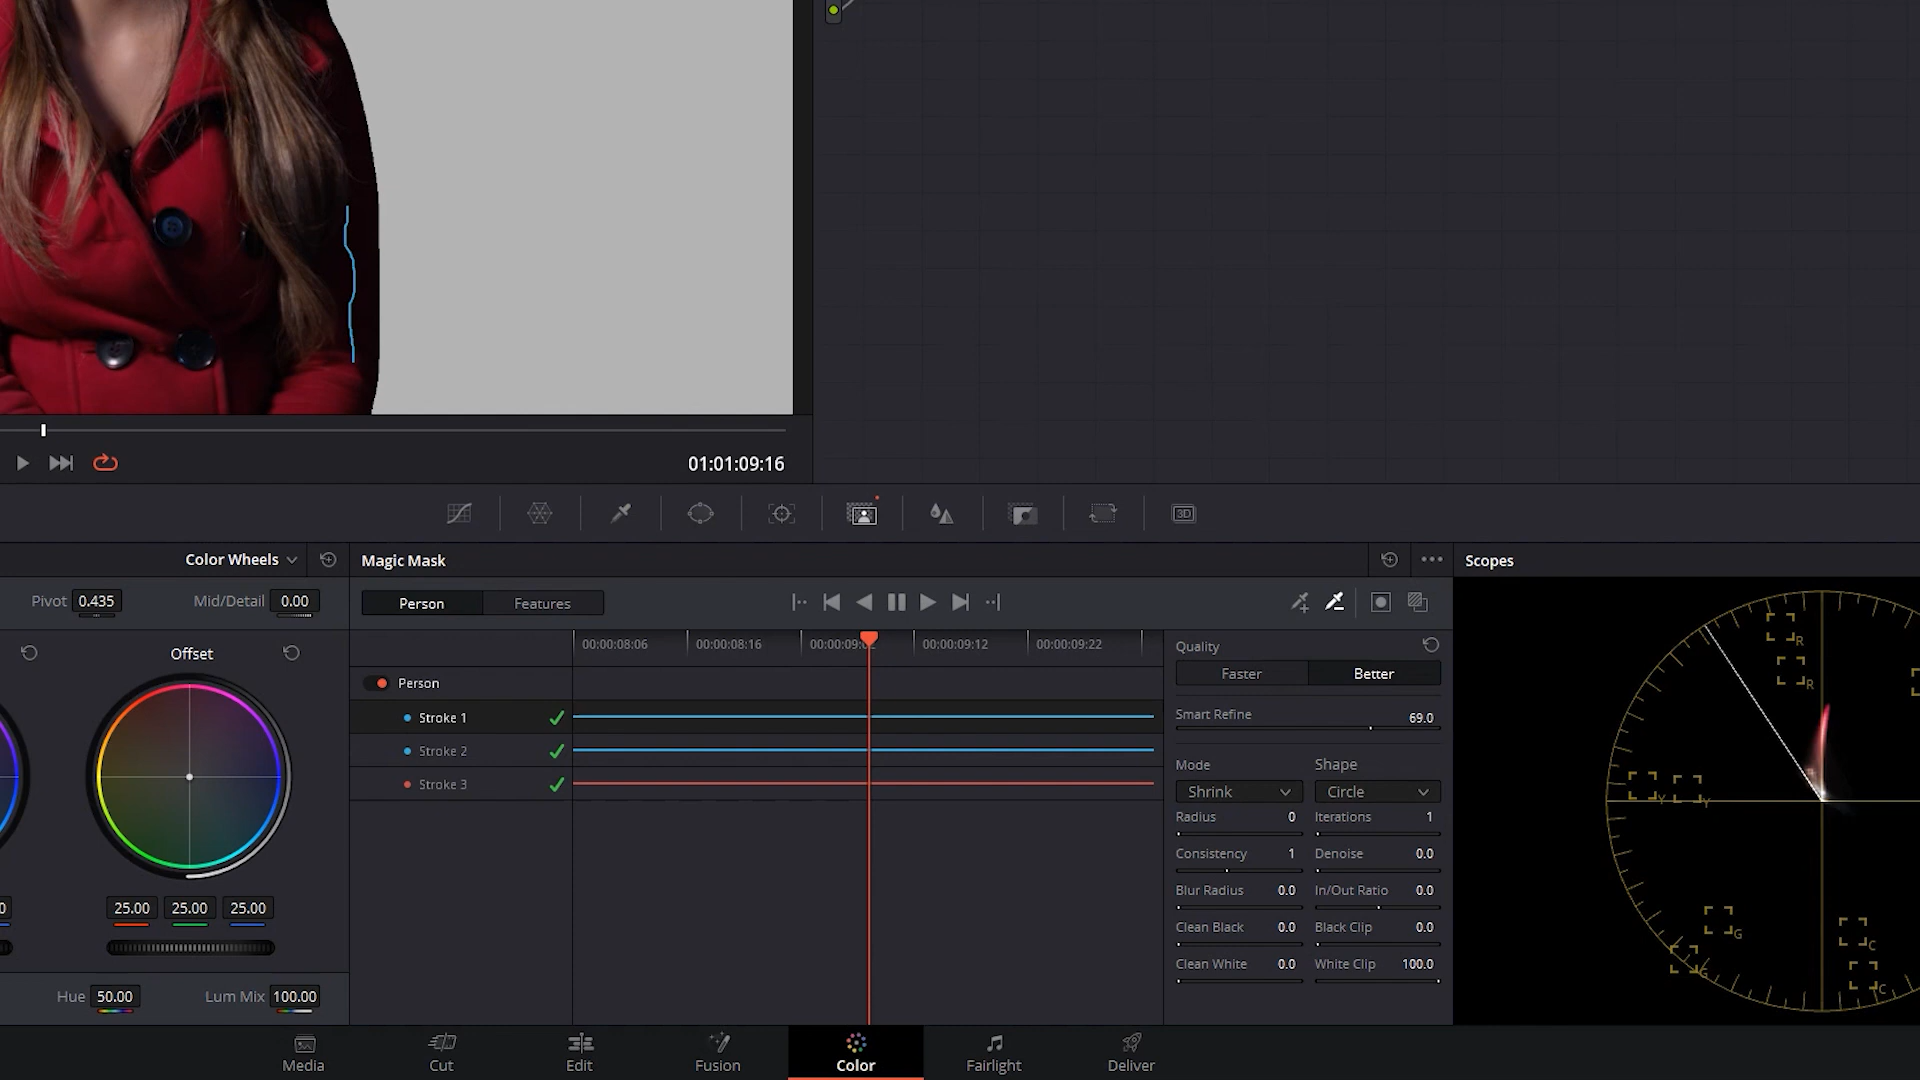 01:01:09:16
3D
Color Wheels
Magic Mask
Scopes
Pivot 0.435 Mid/Detail 0.00
Person Features
Offset
00:00:08:06 00:00:08:16 00:00:09:12 00:00:09:22
Person
Stroke 1
Stroke 2
Stroke 3
Quality
Faster Better
Smart Refine 69.0
Mode Shape
Shrink Circle
Radius 0 Iterations 1
Consistency 1 Denoise 0.0
Blur Radius 0.0 In/Out Ratio 0.0
Clean Black 0.0 Black Clip 0.0
Clean White 0.0 White Clip 100.0
R
R
Y Y
G
C
G
C
0 25.00 25.00 25.00
Hue 50.00 Lum Mix 100.00
Media Cut Edit Fusion Color Fairlight Deliver